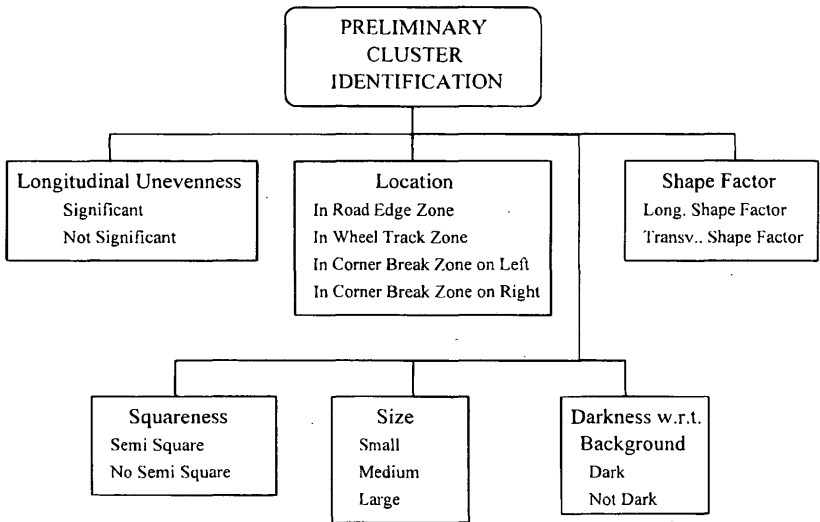 PRELIMINARY
CLUSTER
IDENTIFICATION
Longitudinal Unevenness
Significant
Not Significant
Location
In Road Edge Zone
In Wheel Track Zone
In Corner Break Zone on Left
In Corner Break Zone on Right
Shape Factor
Long. Shape Factor
Transv.. Shape Factor
Squareness
Semi Square
No Semi Square
Size
Small
Medium
Large
Darkness w.r.t.
Background
Dark
Not Dark